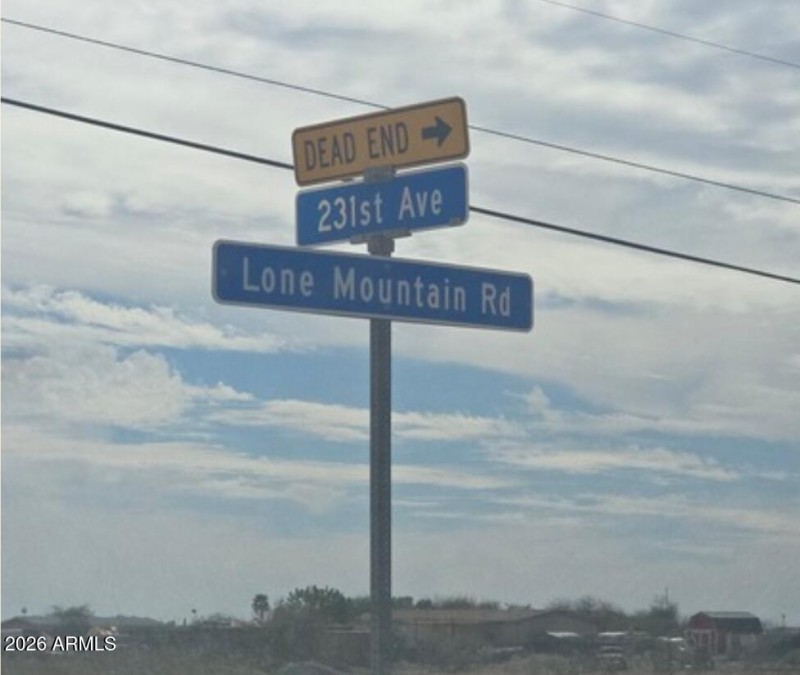 DEAD END
231st Ave
Lone Mountain Rd
2026 ARMLS